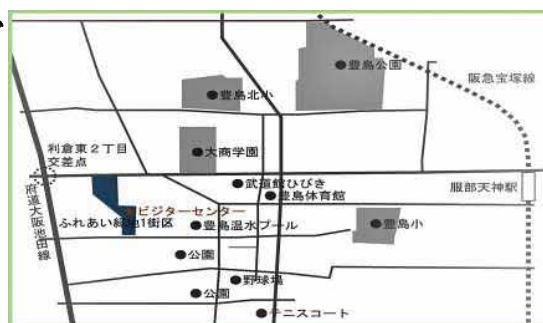 豊島公園
阪急宝塚線
豊島北小
利倉東2丁目
交差点
大商学園
武道館ひびき
服部天神駅
豊島体育館
ビジターセンター
ふれあい緑地1街区
豊島温水プール
豊島小
府道大阪池田線
公園
野球場
公園
テニスコート